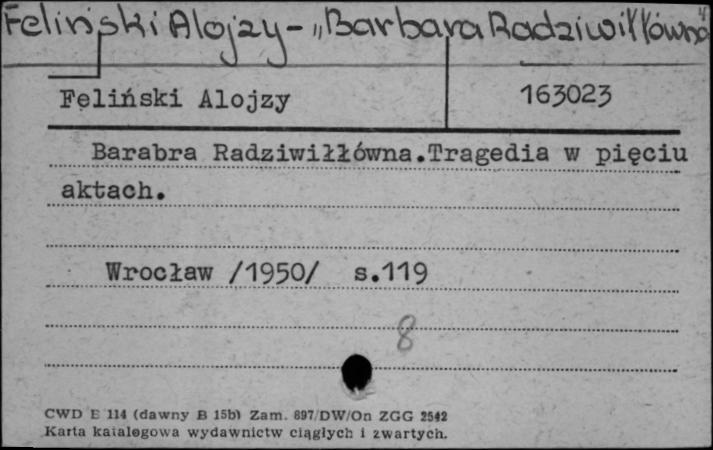 Feliński Alojzy - „Barbara Radziwiłłówna"
Feliński Alojzy 163023
Barabra Radziwiłłówna.Tragedia w pięciu
aktach.
Wrocław /1950/ s.119
8
CWD E 114 (dawny B 15b) Zam. 897/DW/On ZGG 2542
Karta katalogowa wydawnictw ciągłych i zwartych.